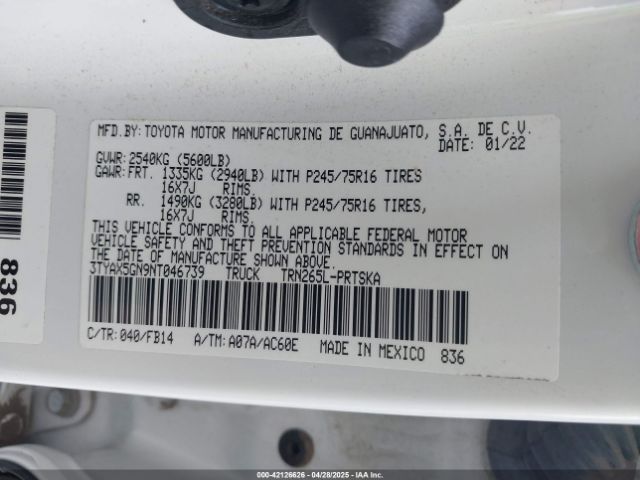 MFD.BY:TOYOTA MOTOR MANUFACTURING DE GUANAJUATO, S.A. DE C.V.
DATE: 01/22
GVWR:2540KG (5600LB)
GAWR:FRT. 1335KG (2940LB) WITH P245/75R16 TIRES
16X7J RIMS.
RR. 1490KG (3280LB) WITH P245/75R16 TIRES,
16X7J RIMS.
THIS VEHICLE CONFORMS TO ALL APPLICABLE FEDERAL MOTOR
VEHICLE SAFETY AND THEFT PREVENTION STANDARDS IN EFFECT ON
THE DATE OF MANUFACTURE SHOWN ABOVE.
3TYAX5GN9NT046739 TRUCK TRN265L-PRTSKA
C/TR:040/FB14 A/TM:A07A/AC60E MADE IN MEXICO 836
836
000-42126626 - 04/28/2025 - IAAI.com